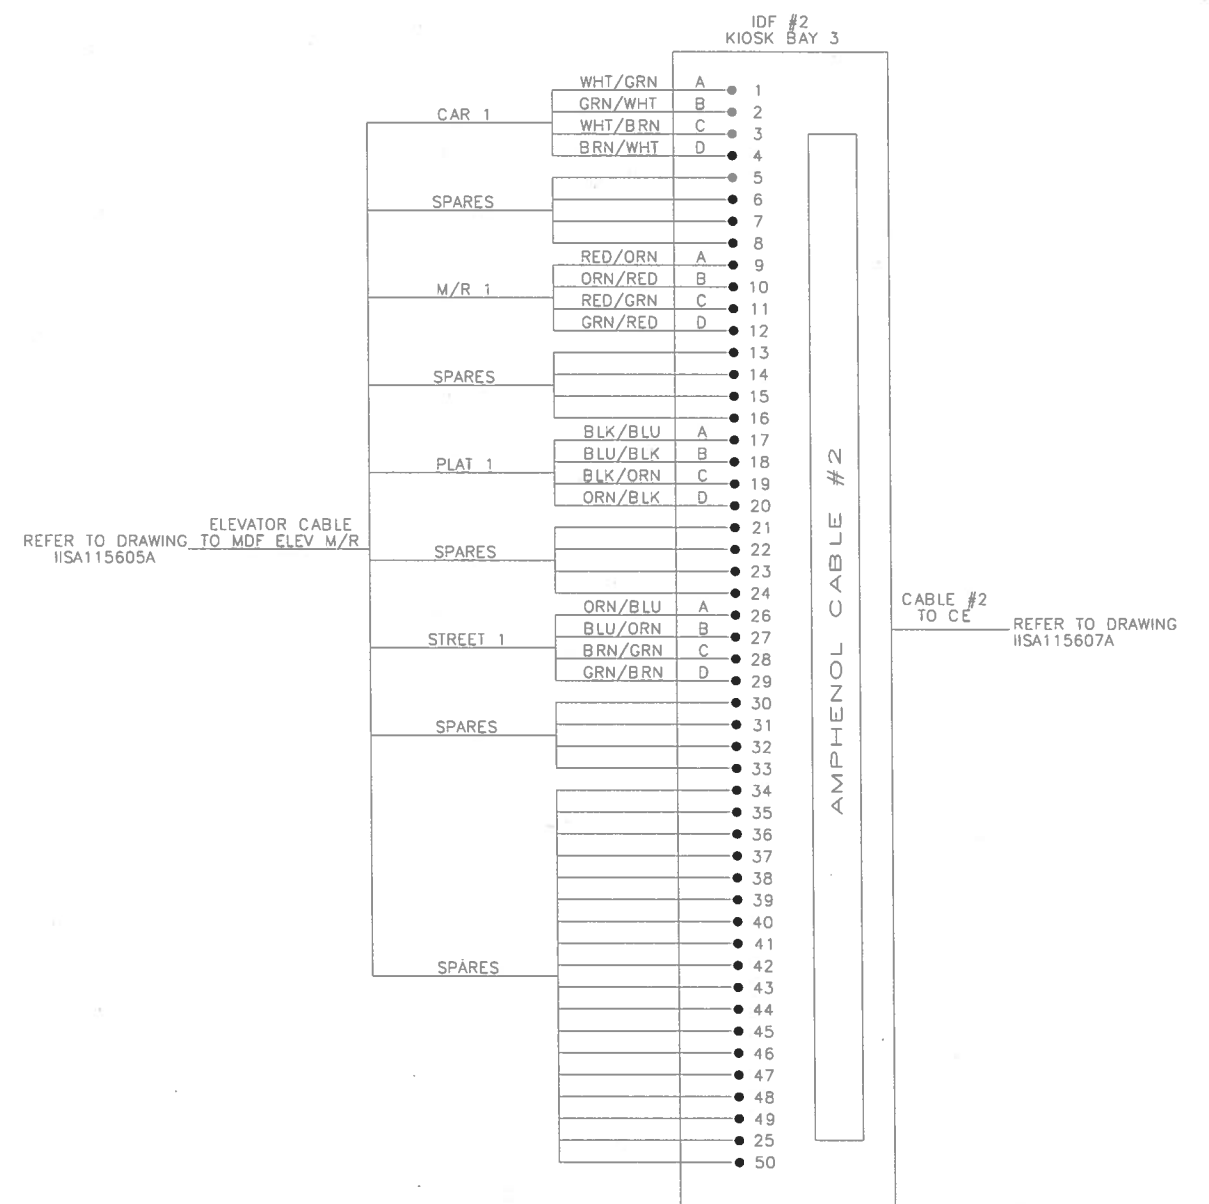 IDF #2
KIOSK BAY 3
CAR 1
WHT/GRN A 1
GRN/WHT B 2
WHT/BRN C 3
BRN/WHT D 4
SPARES
5
6
7
8
M/R 1
RED/ORN A 9
ORN/RED B 10
RED/GRN C 11
GRN/RED D 12
SPARES
13
14
15
16
PLAT 1
BLK/BLU A 17
BLU/BLK B 18
BLK/ORN C 19
ORN/BLK D 20
REFER TO DRAWING
IISA115605A
ELEVATOR CABLE
TO MDF ELEV M/R
SPARES
21
22
23
24
STREET 1
ORN/BLU A 26
BLU/ORN B 27
BRN/GRN C 28
GRN/BRN D 29
SPARES
30
31
32
33
SPARES
34
35
36
37
38
39
40
41
42
43
44
45
46
47
48
49
25
50
AMPHENOL CABLE #2
CABLE #2
TO CE
REFER TO DRAWING
IISA115607A